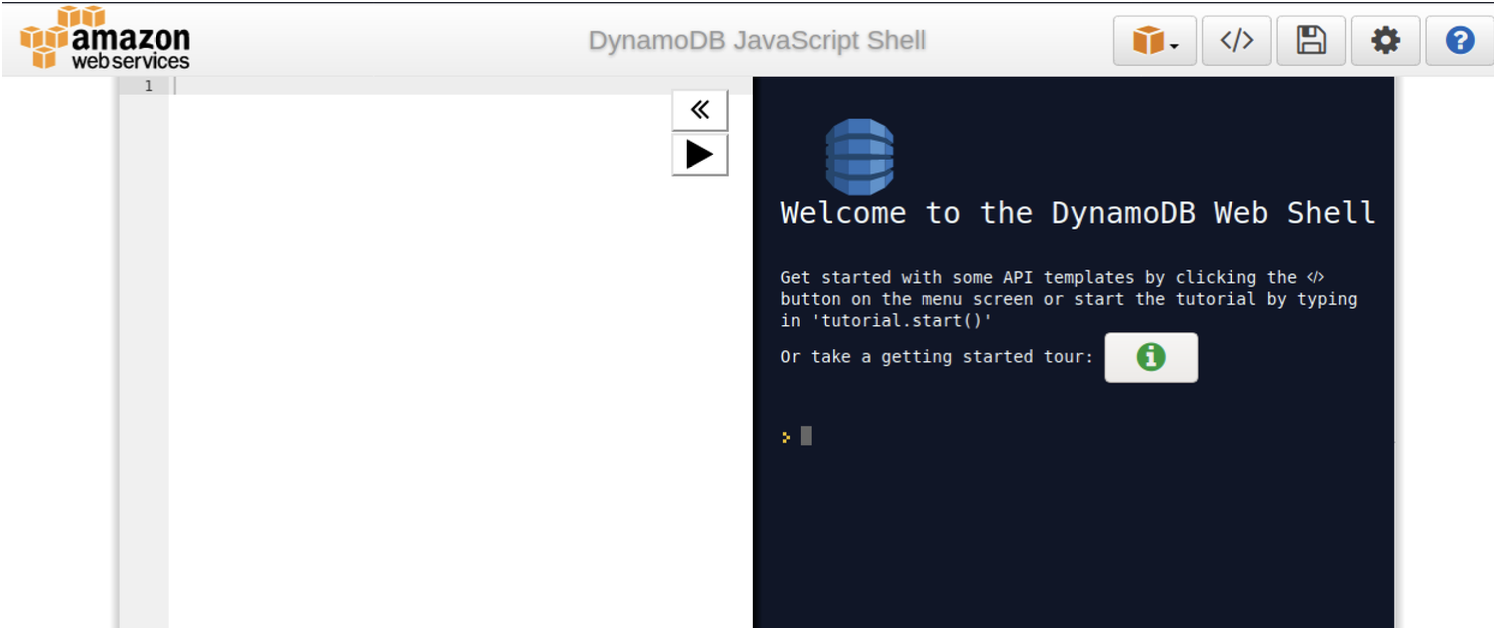 amazon
webservices
DynamoDB JavaScript Shell
</>
?
1
«
Welcome to the DynamoDB Web Shell
Get started with some API templates by clicking the </>
button on the menu screen or start the tutorial by typing
in 'tutorial.start()'
Or take a getting started tour: i
>